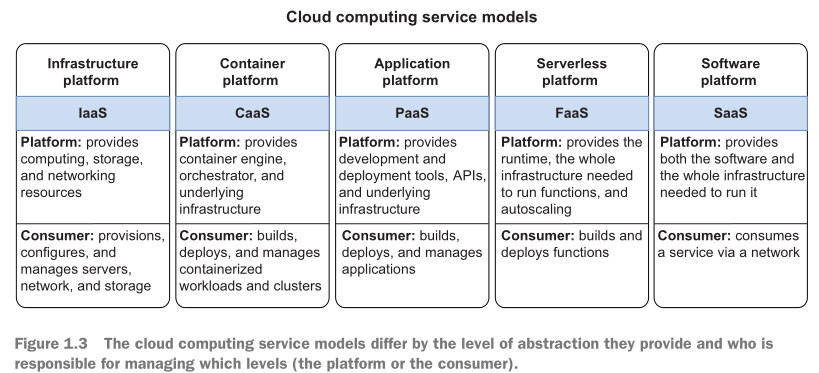 Cloud computing service models
Infrastructure
platform
IaaS
Platform: provides
computing, storage,
and networking
resources
Consumer: provisions,
configures, and
manages servers,
network, and storage
Container
platform
CaaS
Platform: provides
container engine,
orchestrator, and
underlying
infrastructure
Consumer: builds,
deploys, and manages
containerized
workloads and clusters
Application
platform
PaaS
Platform: provides
development and
deployment tools, APIs,
and underlying
infrastructure
Consumer: builds,
deploys, and manages
applications
Serverless
platform
FaaS
Platform: provides the
runtime, the whole
infrastructure needed
to run functions, and
autoscaling
Consumer: builds and
deploys functions
Software
platform
SaaS
Platform: provides
both the software and
the whole infrastructure
needed to run it
Consumer: consumes
a service via a network
Figure 1.3 The cloud computing service models differ by the level of abstraction they provide and who is
responsible for managing which levels (the platform or the consumer).